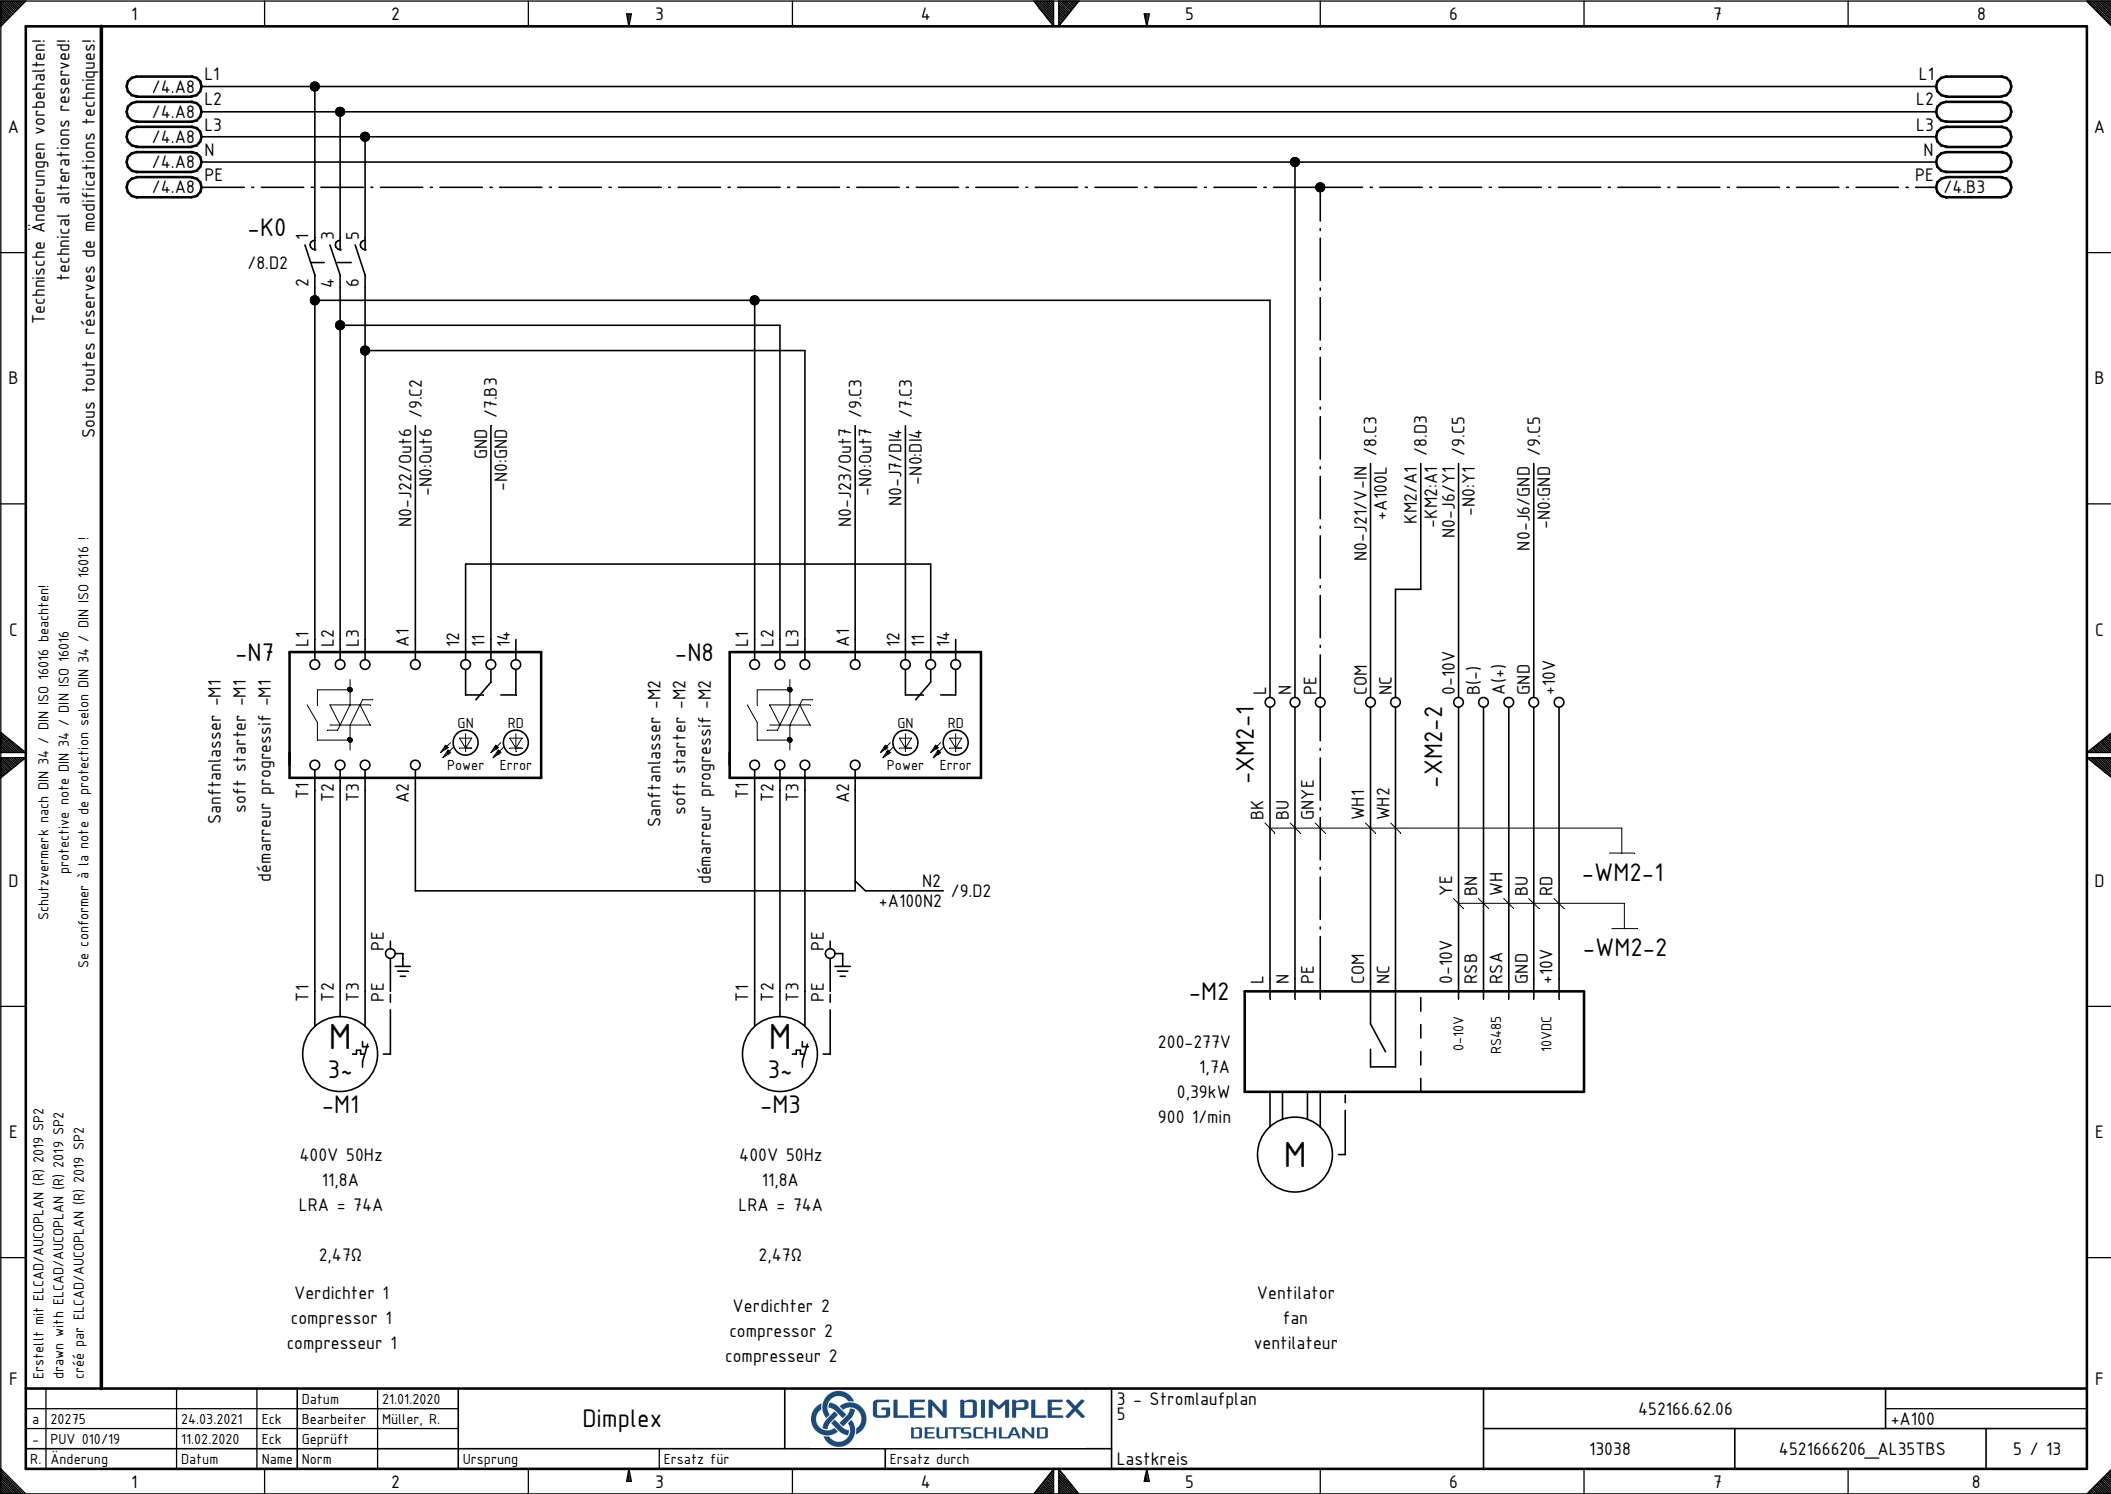 1 2 3 4 5 6 7 8
A
B
C
D
E
F
A
B
C
D
E
F
Technische Änderungen vorbehalten!
technical alterations reserved!
Sous toutes réserves de modifications techniques!
Schutzvermerk nach DIN 34 / DIN ISO 16016 beachten!
protective note DIN 34 / DIN ISO 16016
Se conformer à la note de protection selon DIN 34 / DIN ISO 16016 !
Erstellt mit ELCAD/AUCOPLAN (R) 2019 SP2
drawn with ELCAD/AUCOPLAN (R) 2019 SP2
créé par ELCAD/AUCOPLAN (R) 2019 SP2
/4.A8 L1
/4.A8 L2
/4.A8 L3
/4.A8 N
/4.A8 PE
L1
L2
L3
N
PE /4.B3
-K0
/8.D2
1 3 5
2 4 6
N0-J22/Out6 /9.C2
-N0:Out6
GND /7.B3
-N0:GND
N0-J23/Out7 /9.C3
-N0:Out7
N0-J7/DI4 /7.C3
-N0:DI4
N0-J21/V-IN /8.C3
+A100L
KM2/A1 /8.D3
-KM2:A1
N0-J6/Y1 /9.C5
-N0:Y1
N0-J6/GND /9.C5
-N0:GND
-N7
L1 L2 L3 A1 12 11 14
Sanftanlasser -M1
soft starter -M1
démarreur progressif -M1
GN RD
Power Error
T1 T2 T3 A2
-N8
L1 L2 L3 A1 12 11 14
Sanftanlasser -M2
soft starter -M2
démarreur progressif -M2
GN RD
Power Error
T1 T2 T3 A2
N2 /9.D2
+A100N2
-XM2-1
L N PE COM NC
-XM2-2
0-10V B(-) A(+) GND +10V
BK BU GNYE WH1 WH2
-WM2-1
YE BN WH BU RD
-WM2-2
PE
T1 T2 T3 PE
M
3~
-M1
400V 50Hz
11,8A
LRA = 74A
2,47Ω
Verdichter 1
compressor 1
compresseur 1
PE
T1 T2 T3 PE
M
3~
-M3
400V 50Hz
11,8A
LRA = 74A
2,47Ω
Verdichter 2
compressor 2
compresseur 2
-M2
L N PE COM NC 0-10V RSB RSA GND +10V
0-10V RS485 10VDC
200-277V
1,7A
0,39kW
900 1/min
M
Ventilator
fan
ventilateur
Datum 21.01.2020
a 20275 24.03.2021 Eck Bearbeiter Müller, R.
- PUV 010/19 11.02.2020 Eck Geprüft
R. Änderung Datum Name Norm
Dimplex
Ursprung Ersatz für Ersatz durch
GLEN DIMPLEX
DEUTSCHLAND
3 - Stromlaufplan
5
Lastkreis
452166.62.06
+A100
13038 4521666206_AL35TBS 5 / 13
1 2 3 4 5 6 7 8